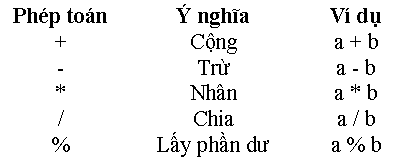 Phép toán Ý nghĩa Ví dụ
+ Cộng a + b
- Trừ a - b
* Nhân a * b
/ Chia a / b
% Lấy phần dư a % b